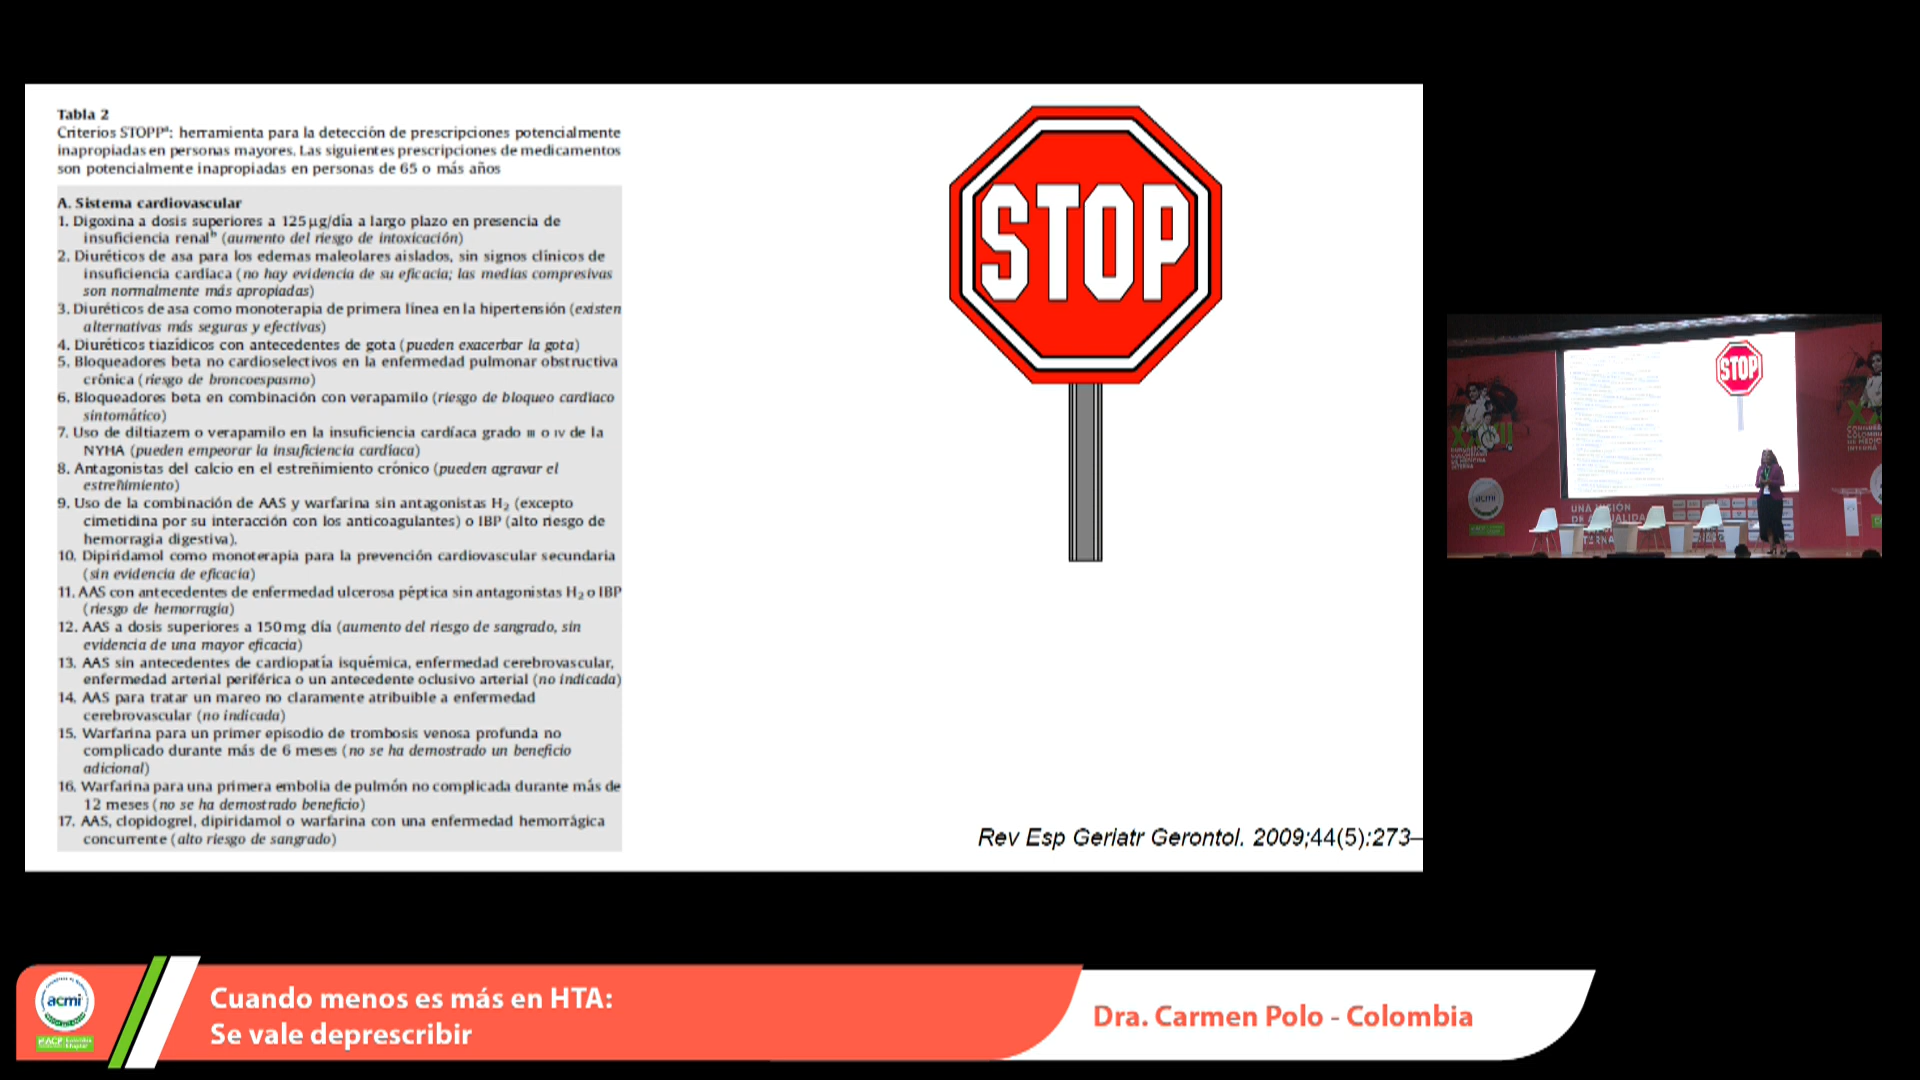 Tabla 2
Criterios STOPPª: herramienta para la detección de prescripciones potencialmente
inapropiadas en personas mayores. Las siguientes prescripciones de medicamentos
son potencialmente inapropiadas en personas de 65 o más años
A. Sistema cardiovascular
1. Digoxina a dosis superiores a 125 µg/día a largo plazo en presencia de
insuficiencia renalᵇ (aumento del riesgo de intoxicación)
2. Diuréticos de asa para los edemas maleolares aislados, sin signos clínicos de
insuficiencia cardíaca (no hay evidencia de su eficacia; las medias compresivas
son normalmente más apropiadas)
3. Diuréticos de asa como monoterapia de primera línea en la hipertensión (existen
alternativas más seguras y efectivas)
4. Diuréticos tiazídicos con antecedentes de gota (pueden exacerbar la gota)
5. Bloqueadores beta no cardioselectivos en la enfermedad pulmonar obstructiva
crónica (riesgo de broncoespasmo)
6. Bloqueadores beta en combinación con verapamilo (riesgo de bloqueo cardíaco
sintomático)
7. Uso de diltiazem o verapamilo en la insuficiencia cardíaca grado III o IV de la
NYHA (pueden empeorar la insuficiencia cardíaca)
8. Antagonistas del calcio en el estreñimiento crónico (pueden agravar el
estreñimiento)
9. Uso de la combinación de AAS y warfarina sin antagonistas H₂ (excepto
cimetidina por su interacción con los anticoagulantes) o IBP (alto riesgo de
hemorragia digestiva).
10. Dipiridamol como monoterapia para la prevención cardiovascular secundaria
(sin evidencia de eficacia)
11. AAS con antecedentes de enfermedad ulcerosa péptica sin antagonistas H₂ o IBP
(riesgo de hemorragia)
12. AAS a dosis superiores a 150 mg día (aumento del riesgo de sangrado, sin
evidencia de una mayor eficacia)
13. AAS sin antecedentes de cardiopatía isquémica, enfermedad cerebrovascular,
enfermedad arterial periférica o un antecedente oclusivo arterial (no indicada)
14. AAS para tratar un mareo no claramente atribuible a enfermedad
cerebrovascular (no indicada)
15. Warfarina para un primer episodio de trombosis venosa profunda no
complicado durante más de 6 meses (no se ha demostrado un beneficio
adicional)
16. Warfarina para una primera embolia de pulmón no complicada durante más de
12 meses (no se ha demostrado beneficio)
17. AAS, clopidogrel, dipiridamol o warfarina con una enfermedad hemorrágica
concurrente (alto riesgo de sangrado)
STOP
Rev Esp Geriatr Gerontol. 2009;44(5):273–
STOP
acmi
UNA VISIÓN
acmi
Cuando menos es más en HTA:
Se vale deprescribir
Dra. Carmen Polo - Colombia